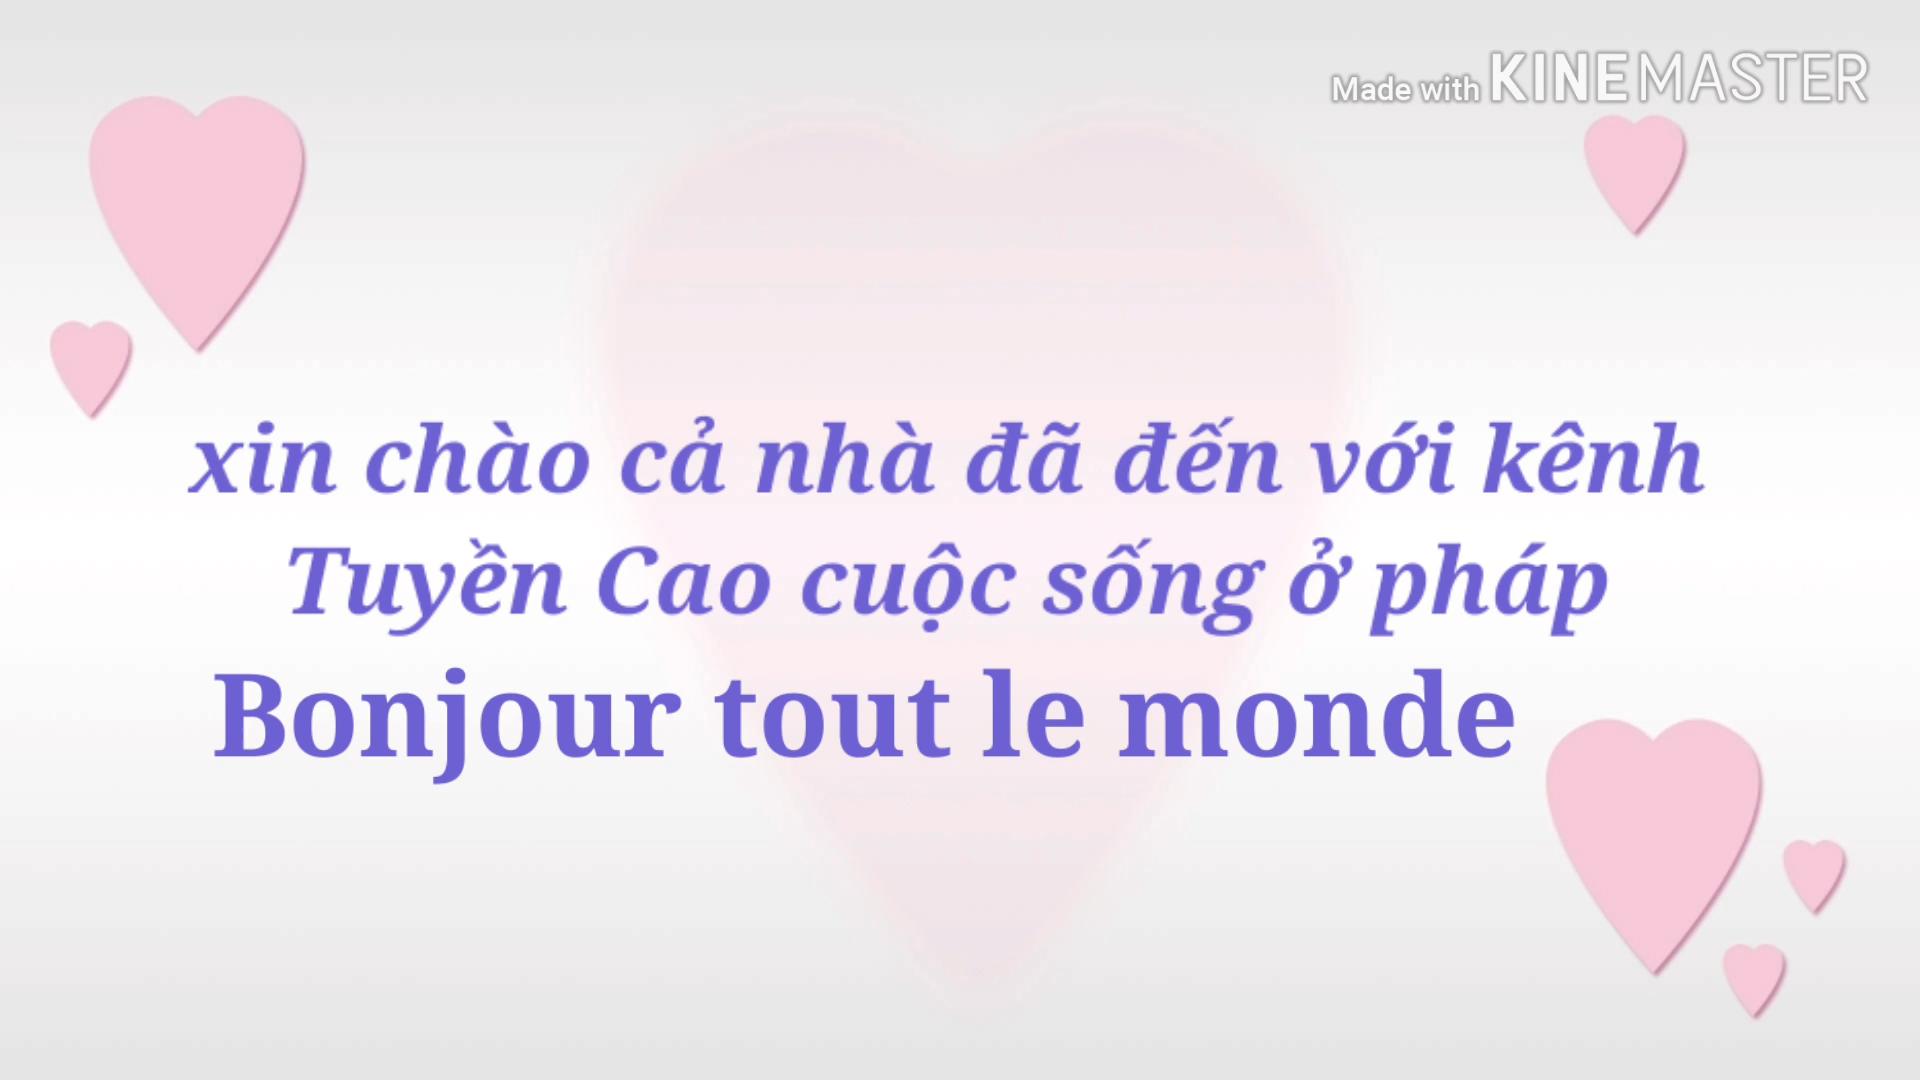 Made with KINEMASTER
xin chào cả nhà đã đến với kênh
Tuyền Cao cuộc sống ở pháp
Bonjour tout le monde